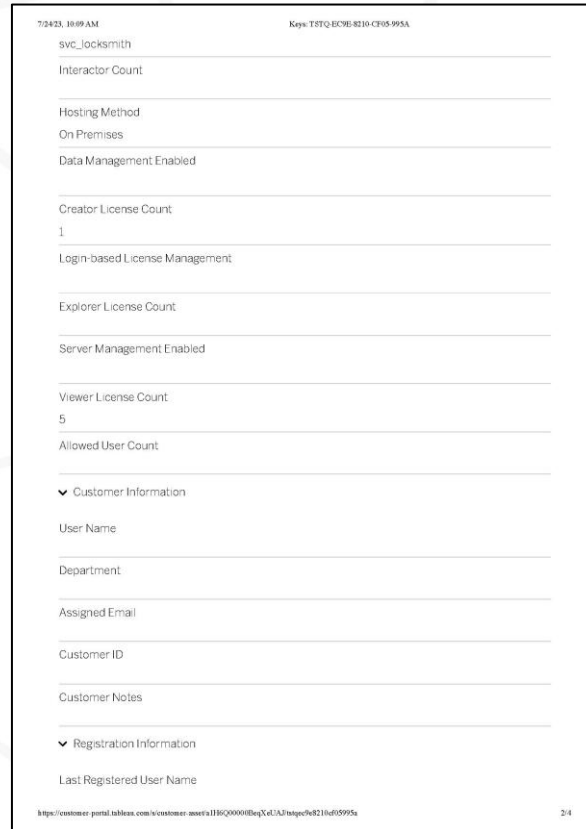 7/24/23, 10:09 AM Keys: TSTQ-EC9E-8210-CF05-995A
svc_locksmith
Interactor Count
Hosting Method
On Premises
Data Management Enabled
Creator License Count
1
Login-based License Management
Explorer License Count
Server Management Enabled
Viewer License Count
5
Allowed User Count
Customer Information
User Name
Department
Assigned Email
Customer ID
Customer Notes
Registration Information
Last Registered User Name
2/4